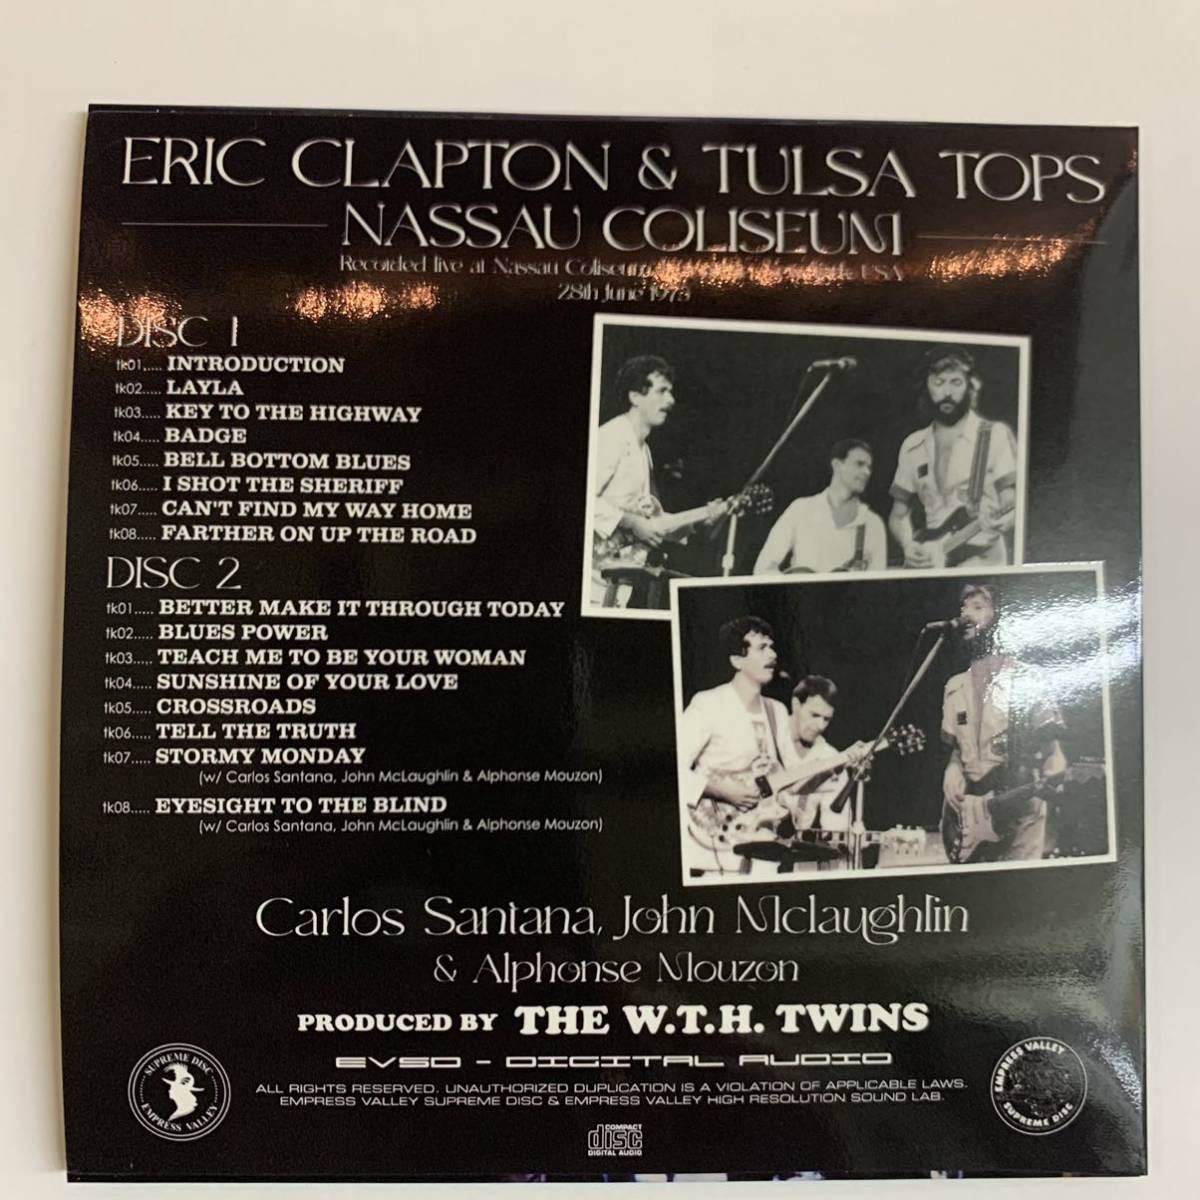 ERIC CLAPTON & TULSA TOPS
NASSAU COLISEUM
Recorded live at Nassau Coliseum, USA
28th June 1975
DISC 1
tk01..... INTRODUCTION
tk02..... LAYLA
tk03..... KEY TO THE HIGHWAY
tk04..... BADGE
tk05..... BELL BOTTOM BLUES
tk06..... I SHOT THE SHERIFF
tk07..... CAN'T FIND MY WAY HOME
tk08..... FARTHER ON UP THE ROAD
DISC 2
tk01..... BETTER MAKE IT THROUGH TODAY
tk02..... BLUES POWER
tk03..... TEACH ME TO BE YOUR WOMAN
tk04..... SUNSHINE OF YOUR LOVE
tk05..... CROSSROADS
tk06..... TELL THE TRUTH
tk07..... STORMY MONDAY
(w/ Carlos Santana, John McLaughlin & Alphonse Mouzon)
tk08..... EYESIGHT TO THE BLIND
(w/ Carlos Santana, John McLaughlin & Alphonse Mouzon)
Carlos Santana, John Mclaughlin
& Alphonse Mouzon
PRODUCED BY THE W.T.H. TWINS
EVSD - DIGITAL AUDIO
ALL RIGHTS RESERVED. UNAUTHORIZED DUPLICATION IS A VIOLATION OF APPLICABLE LAWS.
EMPRESS VALLEY SUPREME DISC & EMPRESS VALLEY HIGH RESOLUTION SOUND LAB.
SUPREME DISC
EMPRESS VALLEY
EMPRESS VALLEY
SUPREME DISC
COMPACT
disc
DIGITAL AUDIO